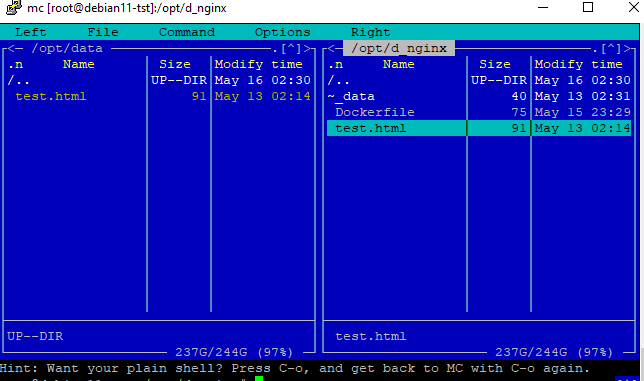 mc [root@debian11-tst]:/opt/d_nginx
Left File Command Options Right
<─ /opt/data .[^]> <─ /opt/d_nginx .[^]>
.n Name Size Modify time .n Name Size Modify time
/.. UP--DIR May 16 02:30 /.. UP--DIR May 16 02:30
test.html 91 May 13 02:14 ~_data 40 May 13 02:31
Dockerfile 75 May 15 23:29
test.html 91 May 13 02:14
UP--DIR test.html
237G/244G (97%) 237G/244G (97%)
Hint: Want your plain shell? Press C-o, and get back to MC with C-o again.